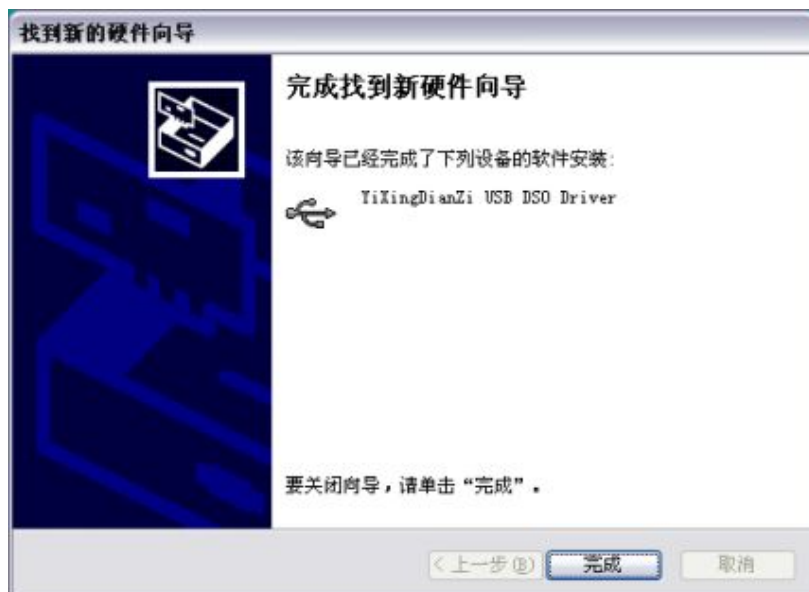 找到新的硬件向导
完成找到新硬件向导
该向导已经完成了下列设备的软件安装:
YiXingDianZi USB DSO Driver
要关闭向导，请单击“完成”。
< 上一步(B)
完成
取消